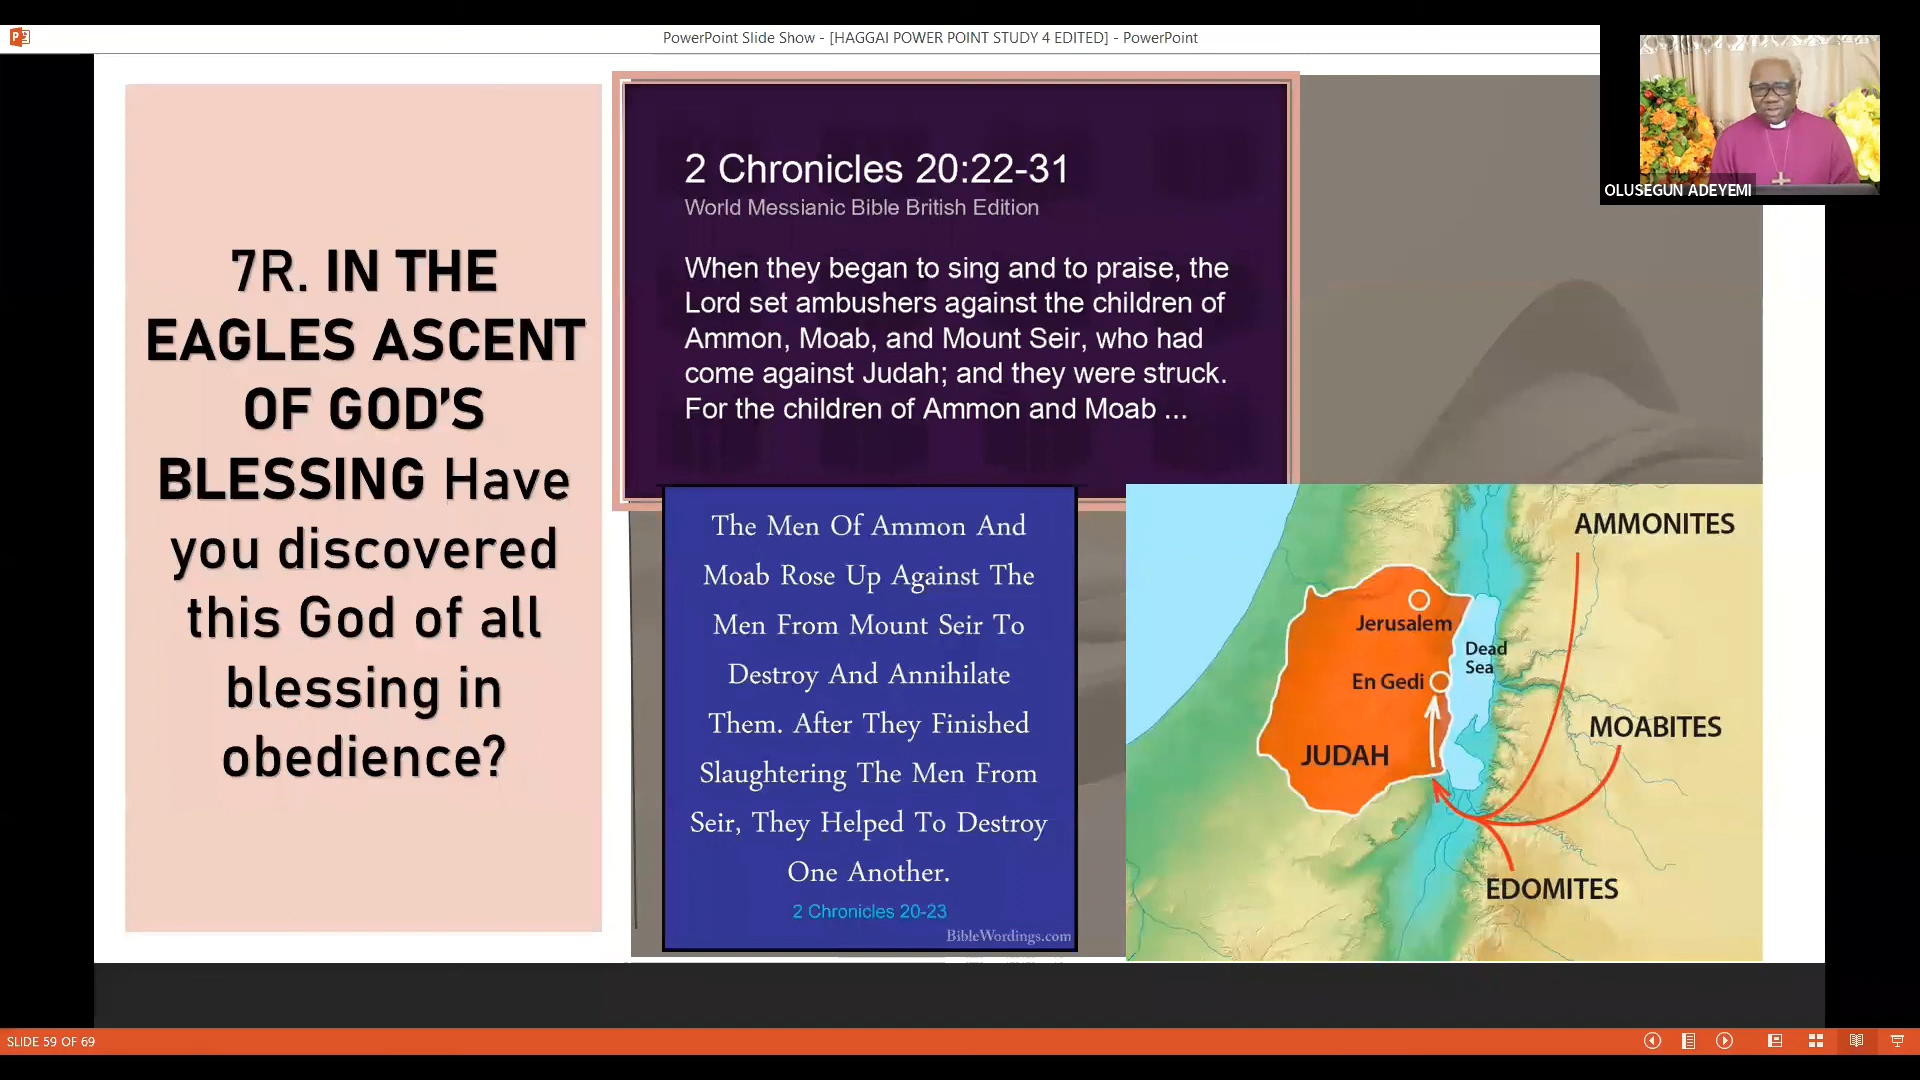 PowerPoint Slide Show - [HAGGAI POWER POINT STUDY 4 EDITED] - PowerPoint
OLUSEGUN ADEYEMI
7R. IN THE
EAGLES ASCENT
OF GOD'S
BLESSING Have
you discovered
this God of all
blessing in
obedience?
2 Chronicles 20:22-31
World Messianic Bible British Edition
When they began to sing and to praise, the
Lord set ambushers against the children of
Ammon, Moab, and Mount Seir, who had
come against Judah; and they were struck.
For the children of Ammon and Moab ...
The Men Of Ammon And
Moab Rose Up Against The
Men From Mount Seir To
Destroy And Annihilate
Them. After They Finished
Slaughtering The Men From
Seir, They Helped To Destroy
One Another.
2 Chronicles 20-23
BibleWordings.com
AMMONITES
Jerusalem
Dead
Sea
En Gedi
MOABITES
JUDAH
EDOMITES
SLIDE 59 OF 69